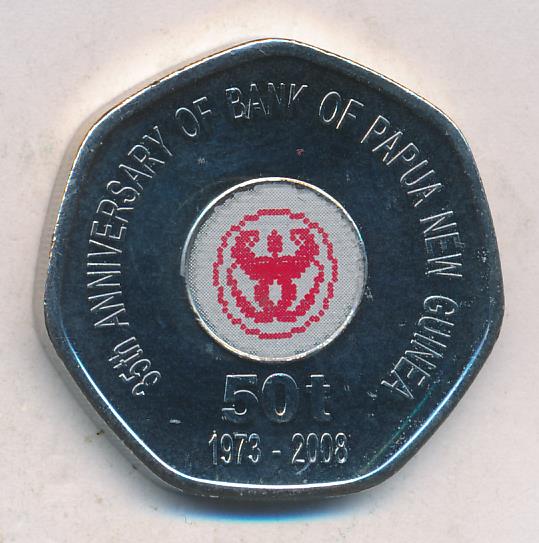 35th ANNIVERSARY OF BANK OF PAPUA NEW GUINEA
50t
1973 - 2008